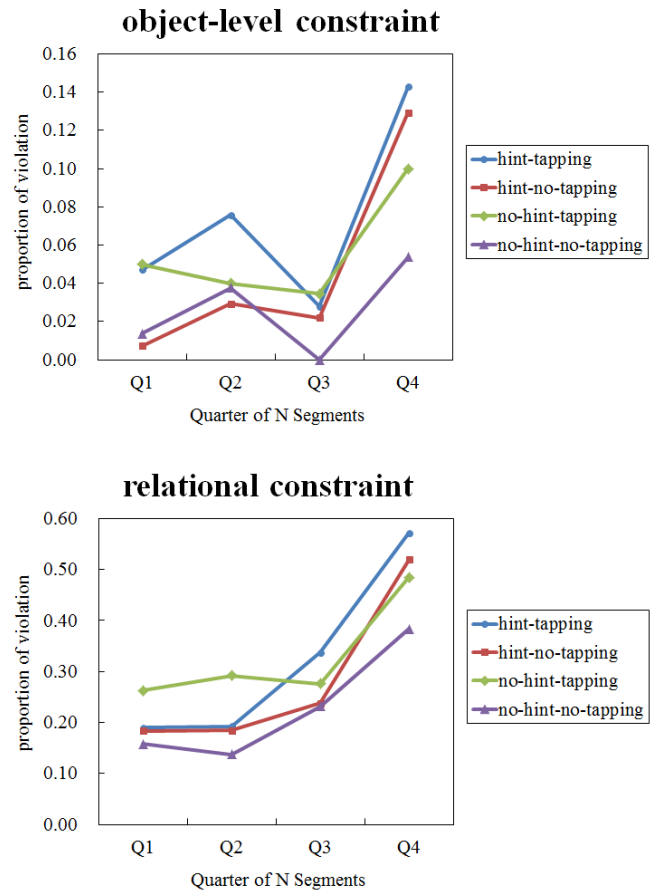 object-level constraint
0.16
0.14
0.12
0.10
0.08
0.06
0.04
0.02
0.00
proportion of violation
Q1 Q2 Q3 Q4
Quarter of N Segments
hint-tapping
hint-no-tapping
no-hint-tapping
no-hint-no-tapping
relational constraint
0.60
0.50
0.40
0.30
0.20
0.10
0.00
proportion of violation
Q1 Q2 Q3 Q4
Quarter of N Segments
hint-tapping
hint-no-tapping
no-hint-tapping
no-hint-no-tapping